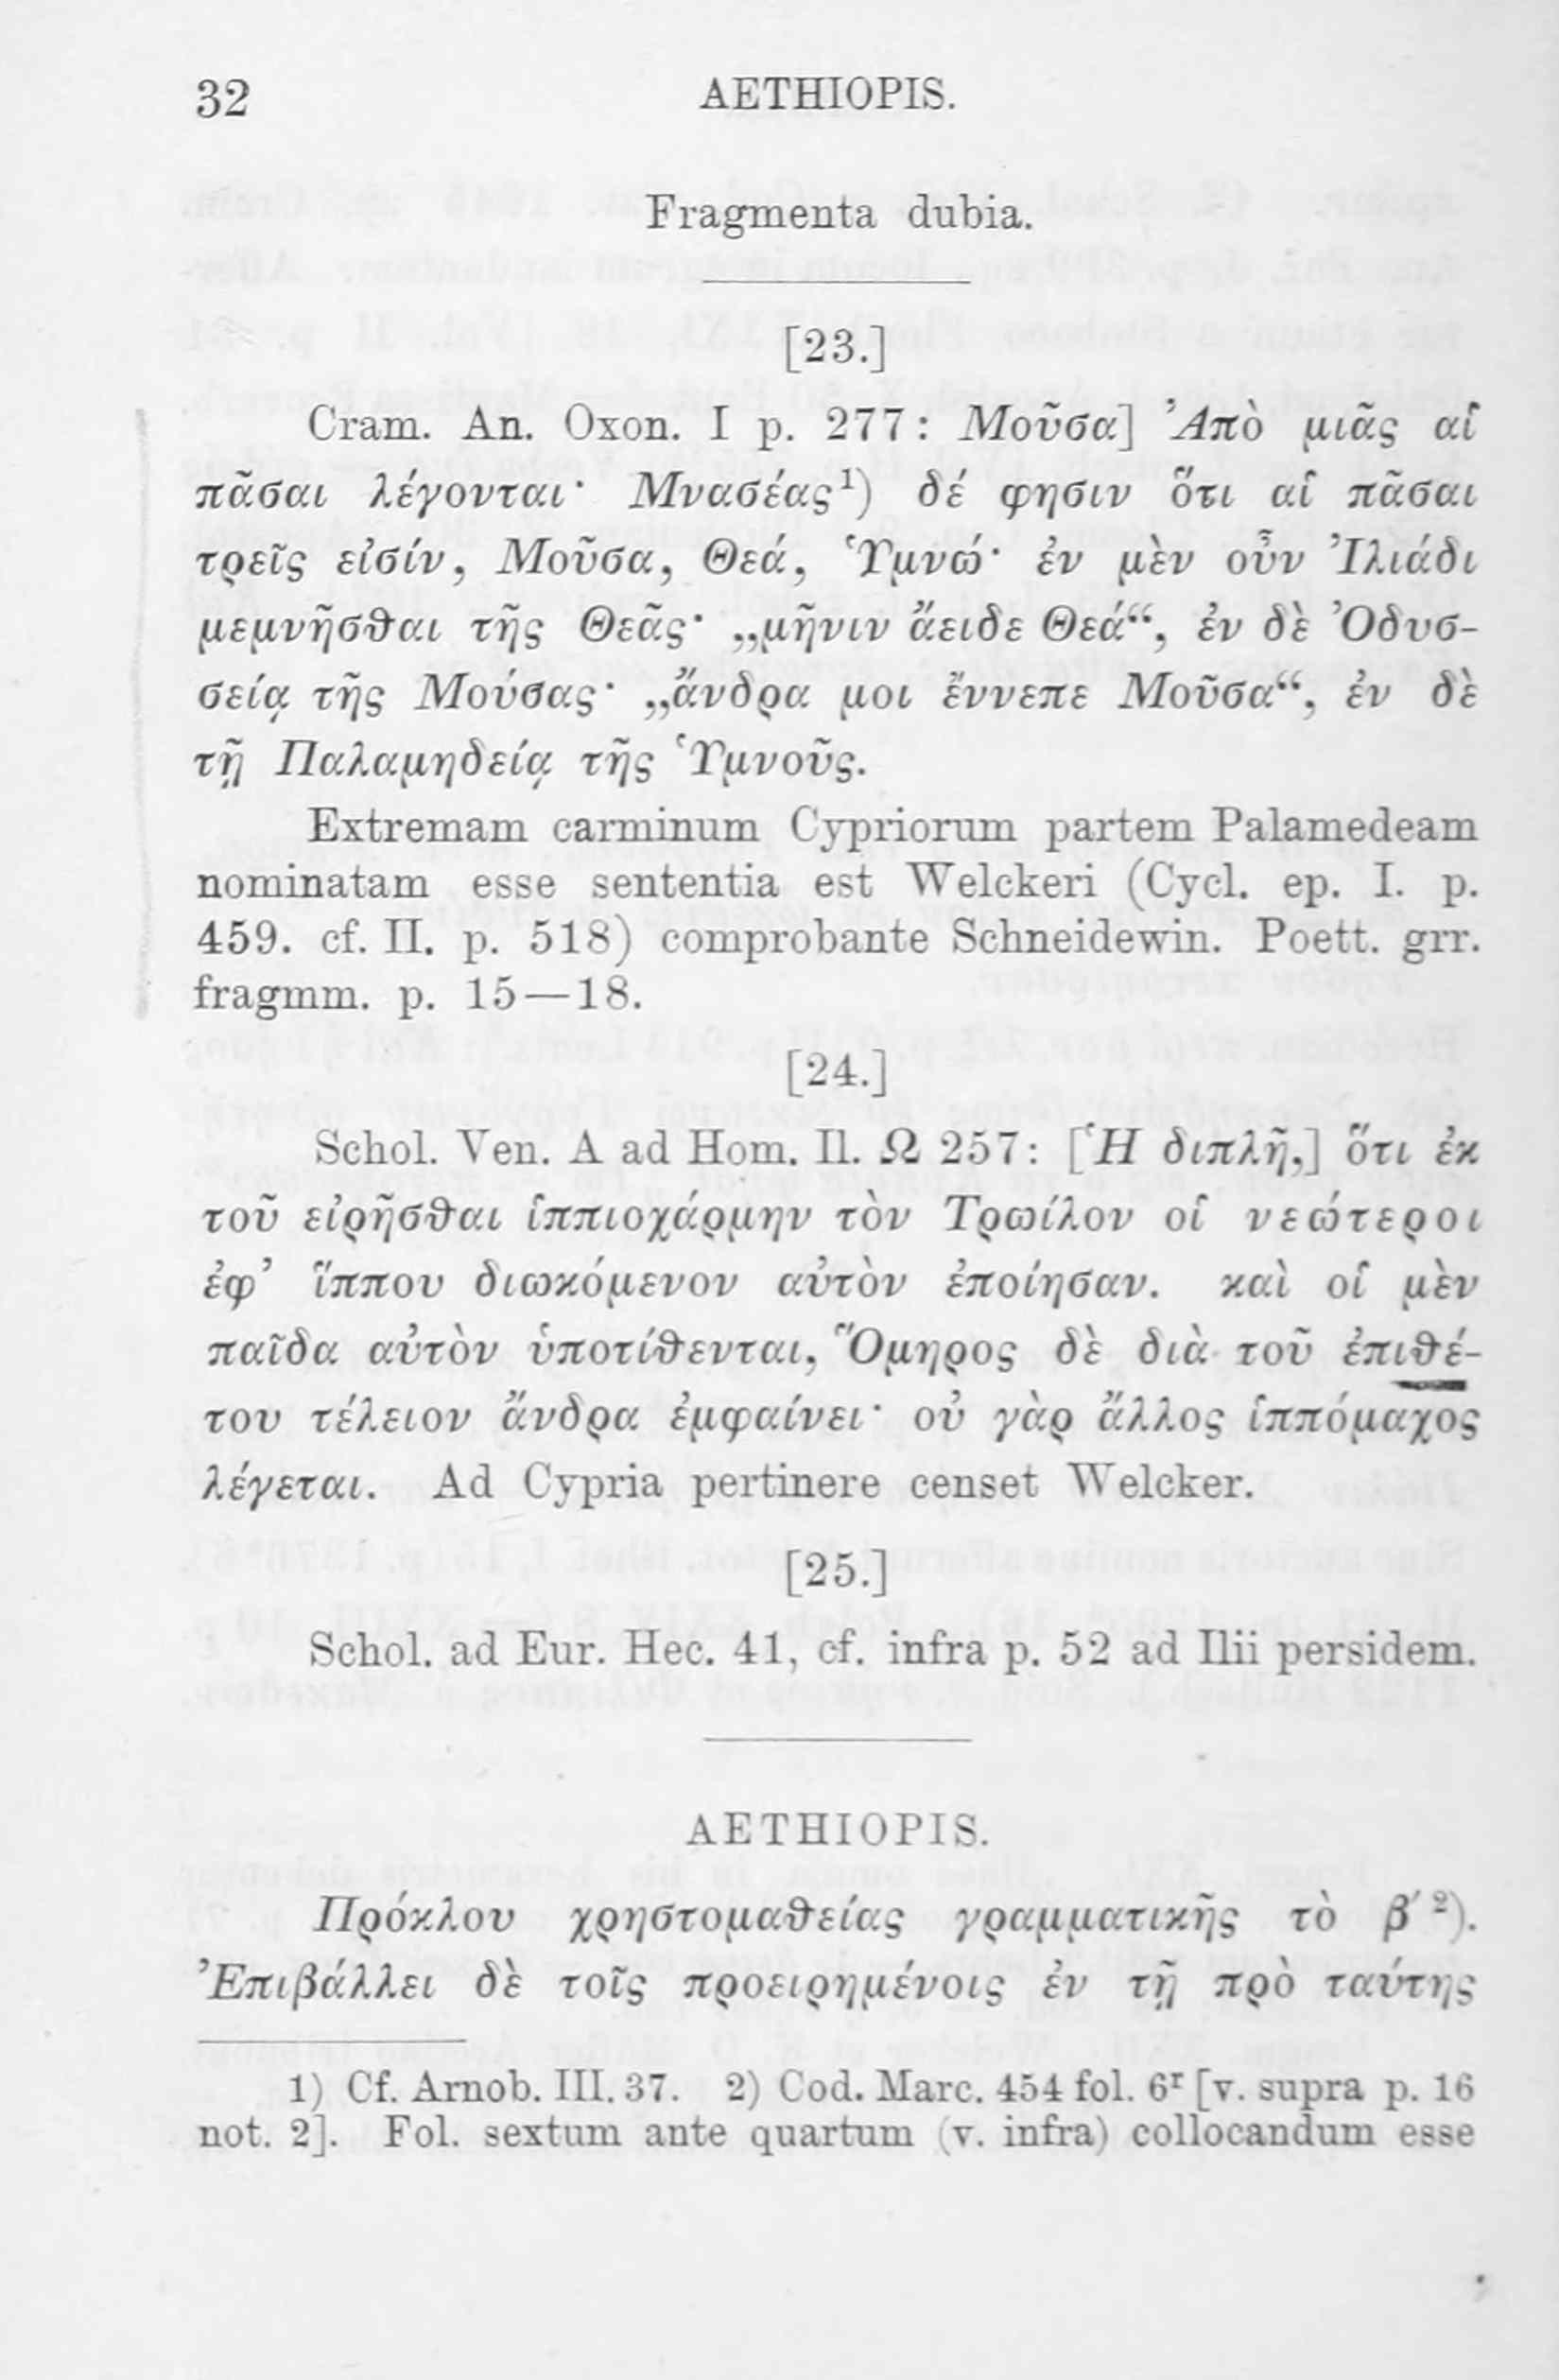 32 AETHIOPIS.
Fragmenta dubia.
[23.]
Cram. An. Oxon. I p. 277: Μοῦσα] Ἀπὸ μιᾶς αἱ
πᾶσαι λέγονται· Μνασέας¹) δέ φησιν ὅτι αἱ πᾶσαι
τρεῖς εἰσίν, Μοῦσα, Θεά, Ὑμνώ· ἐν μὲν οὖν Ἰλιάδι
μεμνῆσθαι τῆς Θεᾶς· „μῆνιν ἄειδε Θεά“, ἐν δὲ Ὀδυσ-
σείᾳ τῆς Μούσας· „ἄνδρα μοι ἔννεπε Μοῦσα“, ἐν δὲ
τῇ Παλαμηδείᾳ τῆς Ὑμνοῦς.
Extremam carminum Cypriorum partem Palamedeam
nominatam esse sententia est Welckeri (Cycl. ep. I. p.
459. cf. II. p. 518) comprobante Schneidewin. Poett. grr.
fragmm. p. 15—18.
[24.]
Schol. Ven. A ad Hom. Il. Ω 257: [Ἡ διπλῆ,] ὅτι ἐκ
τοῦ εἰρῆσθαι ἱππιοχάρμην τὸν Τρωίλον οἱ νεώτεροι
ἐφ’ ἵππου διωκόμενον αὐτὸν ἐποίησαν. καὶ οἱ μὲν
παῖδα αὐτὸν ὑποτίθενται, Ὅμηρος δὲ διὰ τοῦ ἐπιθέ-
του τέλειον ἄνδρα ἐμφαίνει· οὐ γὰρ ἄλλος ἱππόμαχος
λέγεται. Ad Cypria pertinere censet Welcker.
[25.]
Schol. ad Eur. Hec. 41, cf. infra p. 52 ad Ilii persidem.
AETHIOPIS.
Πρόκλου χρηστομαθείας γραμματικῆς τὸ β′ ²).
Ἐπιβάλλει δὲ τοῖς προειρημένοις ἐν τῇ πρὸ ταύτης
1) Cf. Arnob. III. 37. 2) Cod. Marc. 454 fol. 6ʳ [v. supra p. 16
not. 2]. Fol. sextum ante quartum (v. infra) collocandum esse